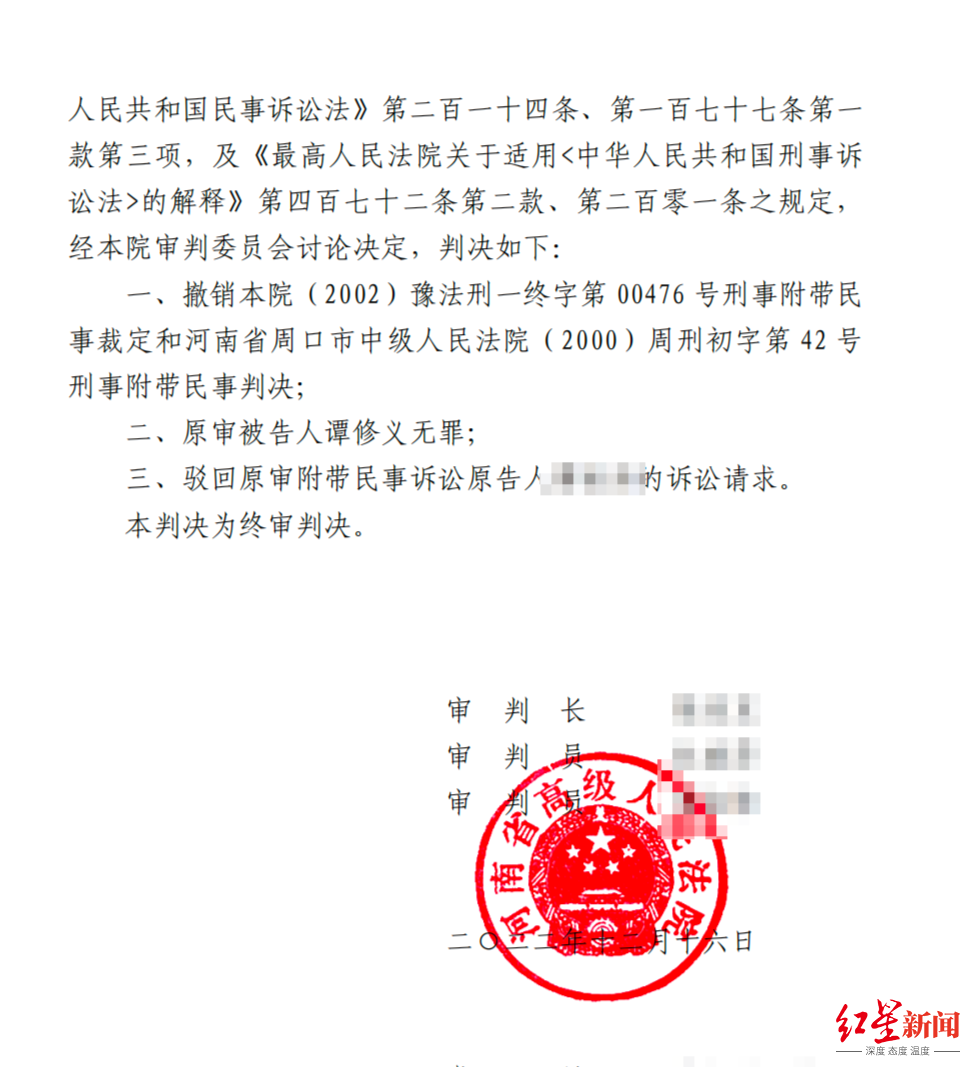 人民共和国民事诉讼法》第二百一十四条、第一百七十七条第一
款第三项，及《最高人民法院关于适用<中华人民共和国刑事诉
讼法>的解释》第四百七十二条第二款、第二百零一条之规定，
经本院审判委员会讨论决定，判决如下：
一、撤销本院（2002）豫法刑一终字第 00476 号刑事附带民
事裁定和河南省周口市中级人民法院（2000）周刑初字第 42 号
刑事附带民事判决；
二、原审被告人谭修义无罪；
三、驳回原审附带民事诉讼原告人 的诉讼请求。
本判决为终审判决。
审 判 长
审 判 员
审 判 员
河南省高级人民法院
二〇二二年十二月十六日
红星新闻
深度 态度 温度